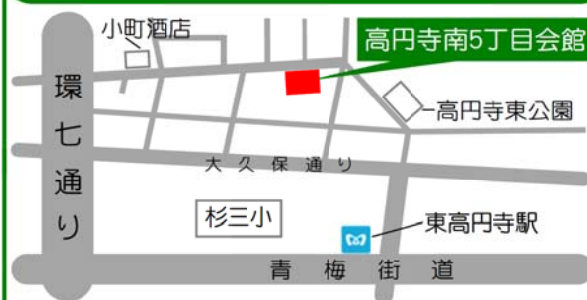 小町酒店
高円寺南5丁目会館
環七通り
高円寺東公園
大久保通り
杉三小
東高円寺駅
青梅街道